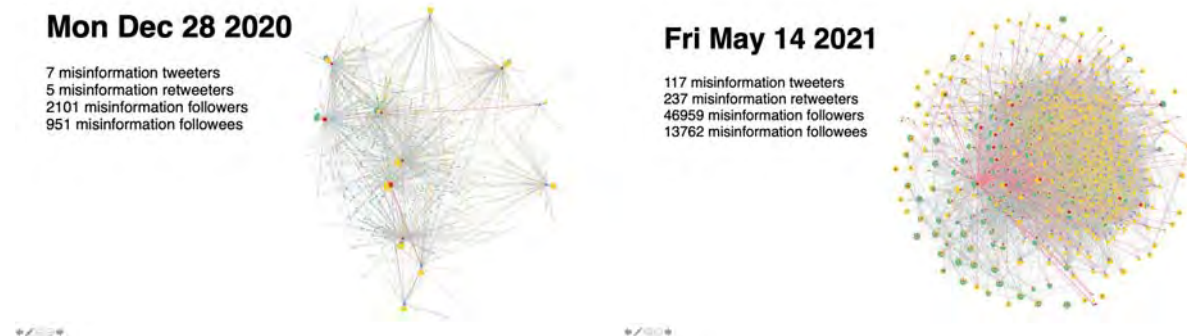 Mon Dec 28 2020
7 misinformation tweeters
5 misinformation retweeters
2101 misinformation followers
951 misinformation followees
Fri May 14 2021
117 misinformation tweeters
237 misinformation retweeters
46959 misinformation followers
13762 misinformation followees